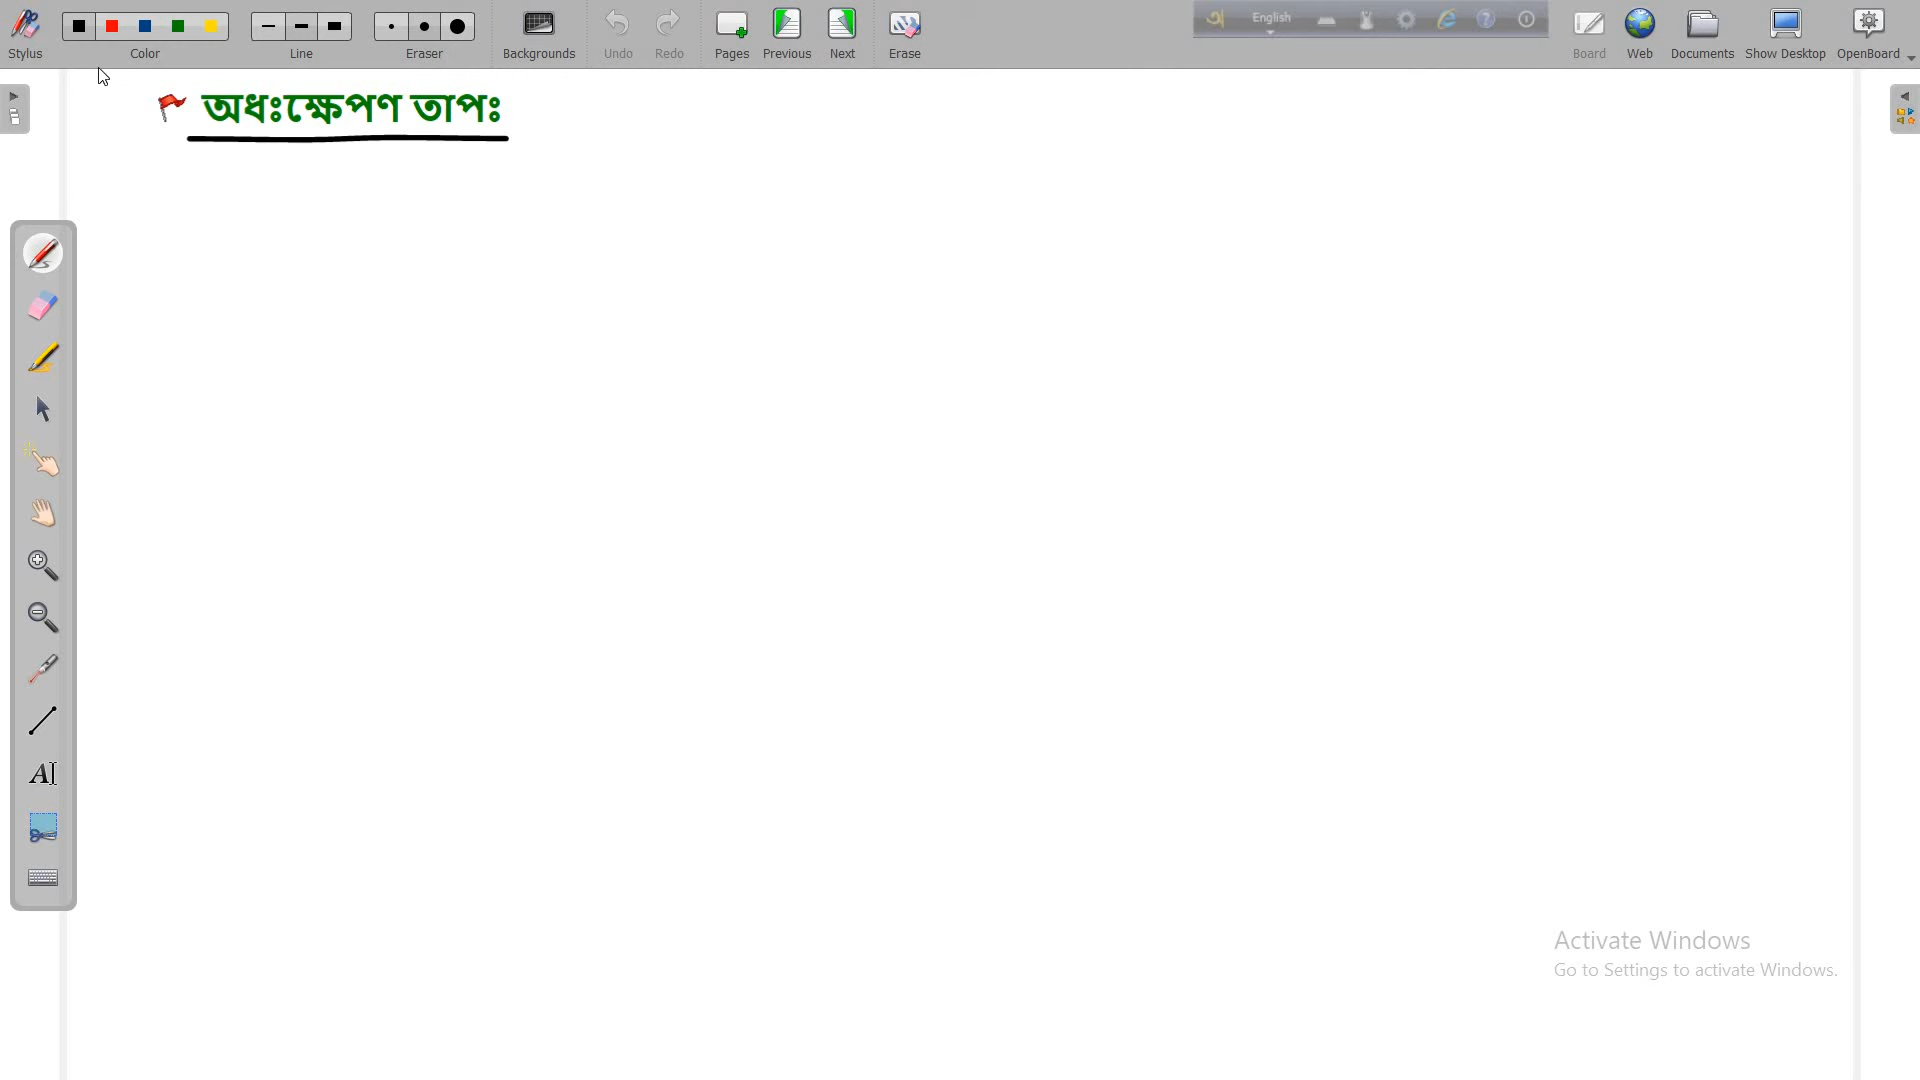 Stylus
Color
Line
Eraser
Backgrounds
Undo
Redo
Pages
Previous
Next
Erase
English
Board
Web
Documents
Show Desktop
OpenBoard
অধঃক্ষেপণ তাপঃ
Activate Windows
Go to Settings to activate Windows.